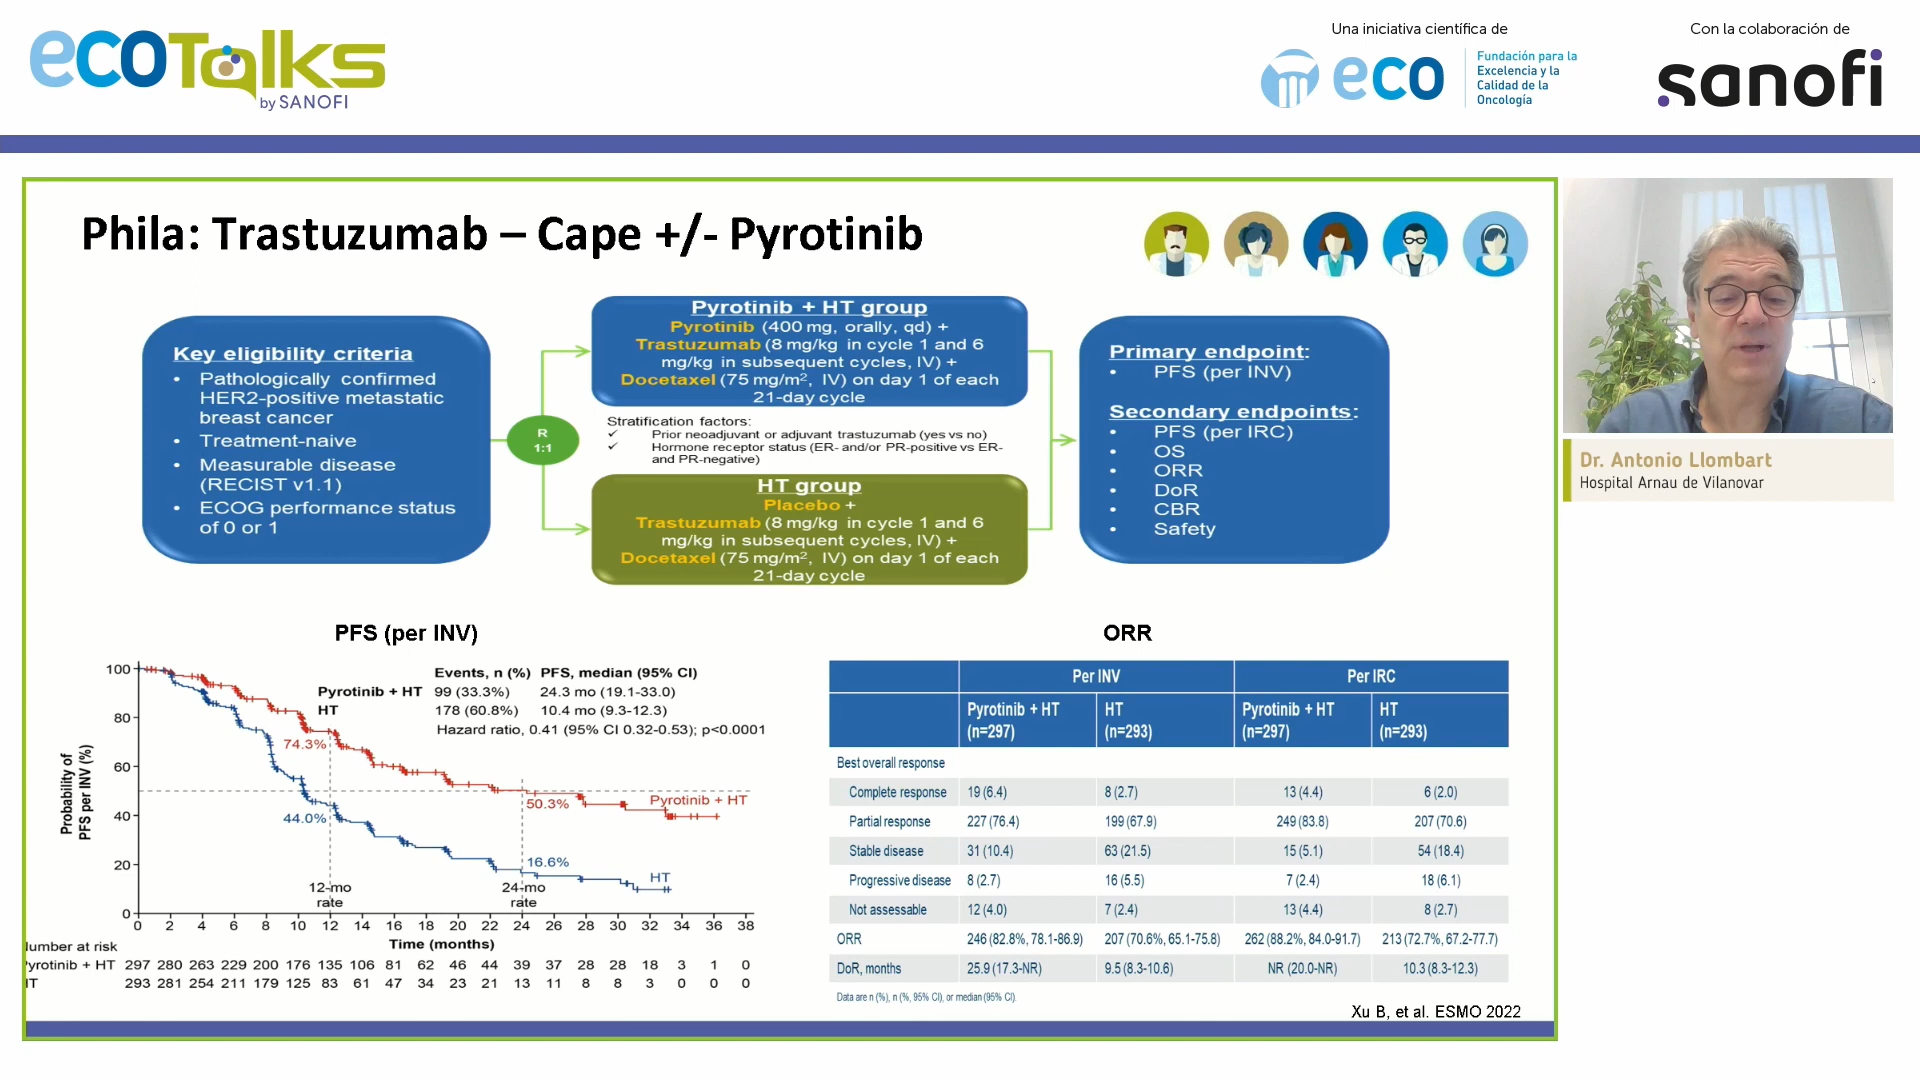 ecoTalks
by SANOFI
Una iniciativa científica de
eco
Fundación para la
Excelencia y la
Calidad de la
Oncología
Con la colaboración de
sanofi
Phila: Trastuzumab – Cape +/- Pyrotinib
Key eligibility criteria
• Pathologically confirmed
HER2-positive metastatic
breast cancer
• Treatment-naive
• Measurable disease
(RECIST v1.1)
• ECOG performance status
of 0 or 1
R
1:1
Pyrotinib + HT group
Pyrotinib (400 mg, orally, qd) +
Trastuzumab (8 mg/kg in cycle 1 and 6
mg/kg in subsequent cycles, IV) +
Docetaxel (75 mg/m², IV) on day 1 of each
21-day cycle
Stratification factors:
✓ Prior neoadjuvant or adjuvant trastuzumab (yes vs no)
✓ Hormone receptor status (ER- and/or PR-positive vs ER-
and PR-negative)
HT group
Placebo +
Trastuzumab (8 mg/kg in cycle 1 and 6
mg/kg in subsequent cycles, IV) +
Docetaxel (75 mg/m², IV) on day 1 of each
21-day cycle
Primary endpoint:
• PFS (per INV)
Secondary endpoints:
• PFS (per IRC)
• OS
• ORR
• DoR
• CBR
• Safety
Dr. Antonio Llombart
Hospital Arnau de Vilanovar
PFS (per INV)
Events, n (%) PFS, median (95% CI)
Pyrotinib + HT 99 (33.3%) 24.3 mo (19.1-33.0)
HT 178 (60.8%) 10.4 mo (9.3-12.3)
Hazard ratio, 0.41 (95% CI 0.32-0.53); p<0.0001
Probability of
PFS per INV (%)
100
80
60
40
20
0
74.3%
44.0%
50.3%
16.6%
Pyrotinib + HT
HT
12-mo
rate
24-mo
rate
0 2 4 6 8 10 12 14 16 18 20 22 24 26 28 30 32 34 36 38
Time (months)
umber at risk
yrotinib + HT 297 280 263 229 200 176 135 106 81 62 46 44 39 37 28 28 18 3 1 0
T 293 281 254 211 179 125 83 61 47 34 23 21 13 11 8 8 3 0 0 0
ORR
Per INV Per IRC
Pyrotinib + HT (n=297) HT (n=293) Pyrotinib + HT (n=297) HT (n=293)
Best overall response
Complete response 19 (6.4) 8 (2.7) 13 (4.4) 6 (2.0)
Partial response 227 (76.4) 199 (67.9) 249 (83.8) 207 (70.6)
Stable disease 31 (10.4) 63 (21.5) 15 (5.1) 54 (18.4)
Progressive disease 8 (2.7) 16 (5.5) 7 (2.4) 18 (6.1)
Not assessable 12 (4.0) 7 (2.4) 13 (4.4) 8 (2.7)
ORR 246 (82.8%, 78.1-86.9) 207 (70.6%, 65.1-75.8) 262 (88.2%, 84.0-91.7) 213 (72.7%, 67.2-77.7)
DoR, months 25.9 (17.3-NR) 9.5 (8.3-10.6) NR (20.0-NR) 10.3 (8.3-12.3)
Data are n (%), n (%, 95% CI), or median (95% CI).
Xu B, et al. ESMO 2022